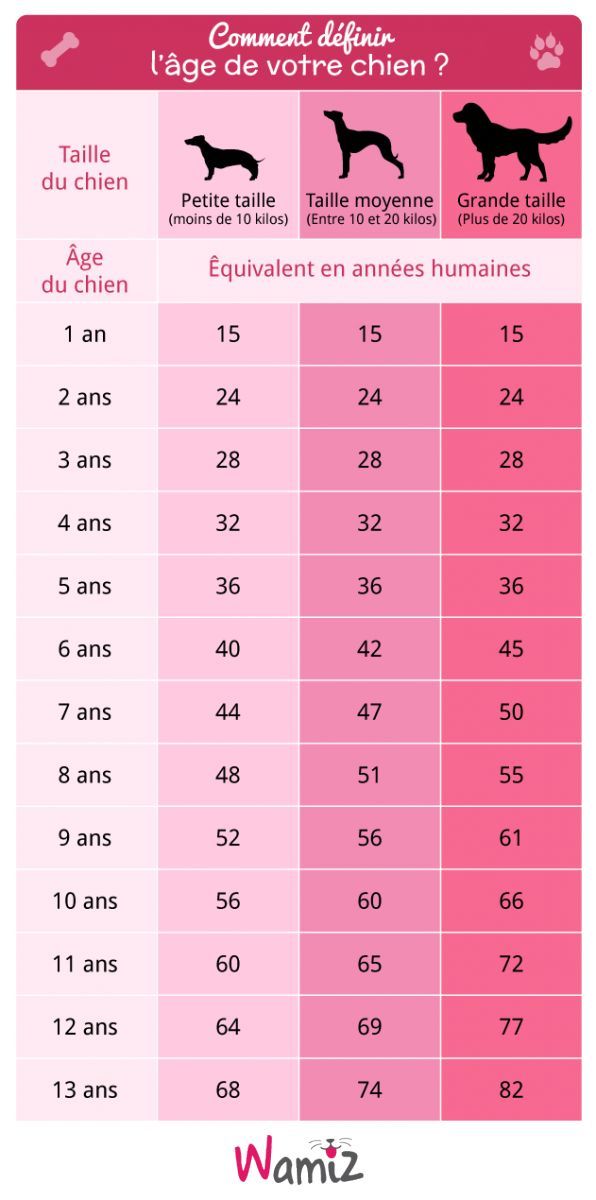 Comment définir
l'âge de votre chien ?
Taille
du chien
Petite taille
(moins de 10 kilos)
Taille moyenne
(Entre 10 et 20 kilos)
Grande taille
(Plus de 20 kilos)
Âge
du chien
Êquivalent en années humaines
1 an 15 15 15
2 ans 24 24 24
3 ans 28 28 28
4 ans 32 32 32
5 ans 36 36 36
6 ans 40 42 45
7 ans 44 47 50
8 ans 48 51 55
9 ans 52 56 61
10 ans 56 60 66
11 ans 60 65 72
12 ans 64 69 77
13 ans 68 74 82
Wamiz